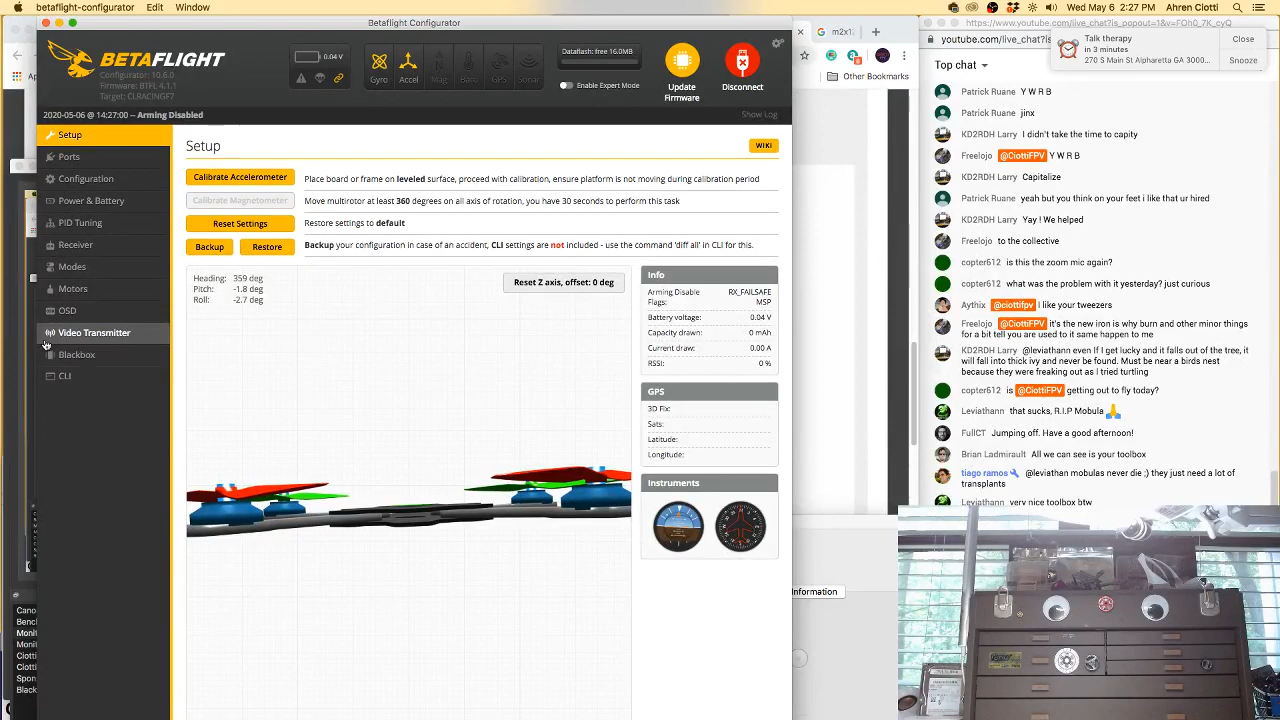 betaflight-configurator Edit Window
Wed May 6 2:27 PM Ahren Ciotti
Betaflight Configurator
BETAFLIGHT
Configurator: 10.6.0
Firmware: BTFL 4.1.1
Target: CLRACINGF7
0.04 V
Gyro
Accel
Mag
Baro
GPS
Sonar
Dataflash: free 16.0MB
Enable Expert Mode
Update Firmware
Disconnect
2020-05-06 @ 14:27:00 -- Arming Disabled
Show Log
Setup
Ports
Configuration
Power & Battery
PID Tuning
Receiver
Modes
Motors
OSD
Video Transmitter
Blackbox
CLI
Setup
WIKI
Calibrate Accelerometer
Place board or frame on leveled surface, proceed with calibration, ensure platform is not moving during calibration period
Calibrate Magnetometer
Move multirotor at least 360 degrees on all axis of rotation, you have 30 seconds to perform this task
Reset Settings
Restore settings to default
Backup
Restore
Backup your configuration in case of an accident, CLI settings are not included - use the command 'diff all' in CLI for this.
Heading: 359 deg
Pitch: -1.8 deg
Roll: -2.7 deg
Reset Z axis, offset: 0 deg
Info
Arming Disable Flags: RX_FAILSAFE MSP
Battery voltage: 0.04 V
Capacity drawn: 0 mAh
Current draw: 0.00 A
RSSI: 0 %
GPS
3D Fix:
Sats:
Latitude:
Longitude:
Instruments
m2x1
Other Bookmarks
Information
https://www.youtube.com/live_chat?is_popout=1&v=FOh0_7K_cyQ
youtube.com/live_c
Talk therapy
in 3 minutes
270 S Main St Alpharetta GA 3000...
Close
Snooze
Top chat
Patrick Ruane Y W R B
Patrick Ruane jinx
KD2RDH Larry I didn't take the time to capity
Freelojo @CiottiFPV Y W R B
KD2RDH Larry Capitalize
Patrick Ruane yeah but you think on your feet i like that ur hired
KD2RDH Larry Yay ! We helped
Freelojo to the collective
copter612 is this the zoom mic again?
copter612 what was the problem with it yesterday? just curious
Aythix @ciottifpv I like your tweezers
Freelojo @CiottiFPV it's the new iron is why burn and other minor things
for a bit tell you are used to it same happen to me
KD2RDH Larry @leviathann even If I get lucky and it falls out of the tree, it
will fall into thick ivy and never be found. Must be near a birds nest
because they were freaking out as I tried turtling
copter612 is @CiottiFPV getting out to fly today?
Leviathann that sucks, R.I.P Mobula
FullCT Jumping off. Have a good afternoon!
Brian Ladmirault All we can see is your toolbox
tiago ramos @leviathan mobulas never die ;) they just need a lot of
transplants
Leviathann very nice toolbox btw
Cano
Bench
Monit
Monit
Ciotti
Ciotti
Spon
Black